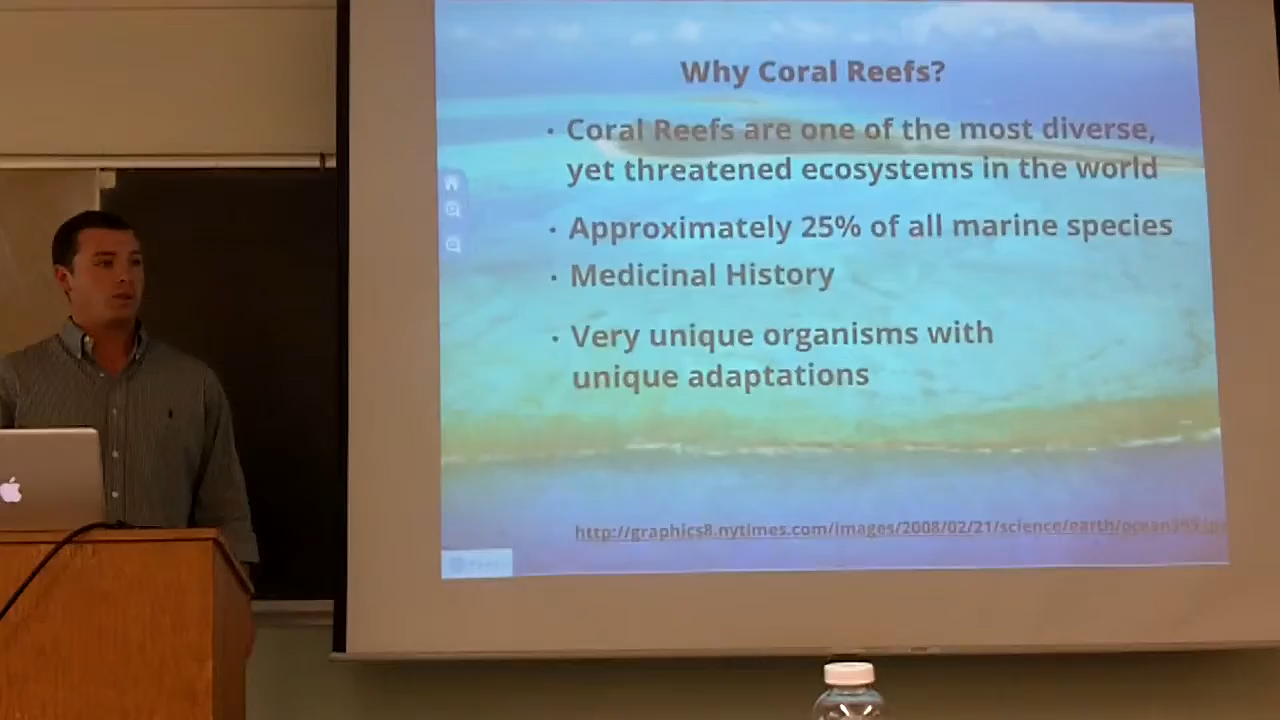 Why Coral Reefs?
· Coral Reefs are one of the most diverse,
yet threatened ecosystems in the world
· Approximately 25% of all marine species
· Medicinal History
· Very unique organisms with
unique adaptations
http://graphics8.nytimes.com/images/2008/02/21/science/earth/ocean395.jpg